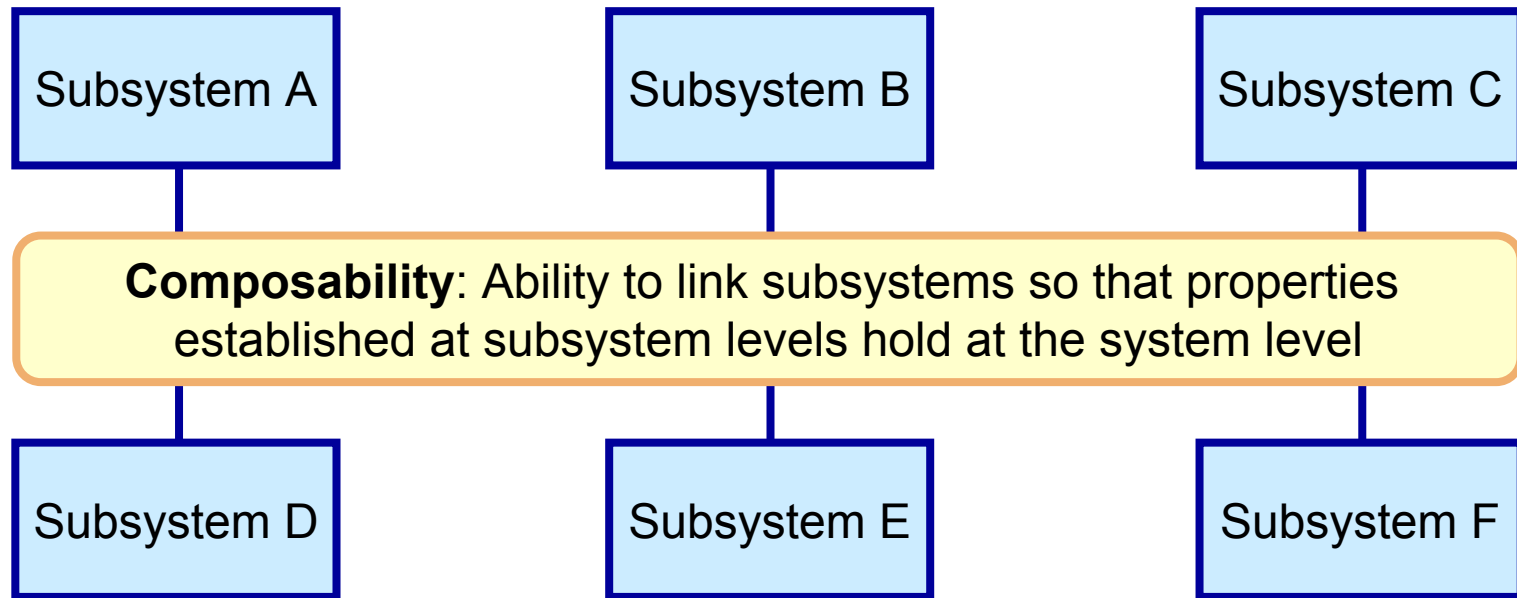 Subsystem A
Subsystem B
Subsystem C
Composability: Ability to link subsystems so that properties
established at subsystem levels hold at the system level
Subsystem D
Subsystem E
Subsystem F